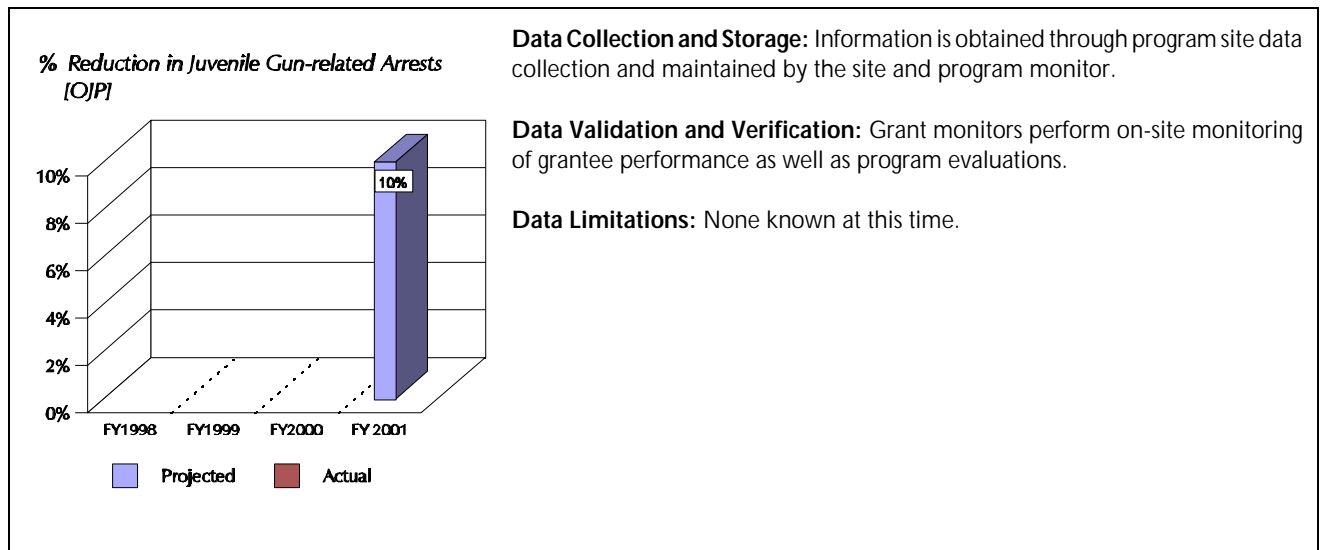 % Reduction in Juvenile Gun-related Arrests
[OJP]
10%
8%
6%
4%
2%
0%
10%
FY1998 FY1999 FY2000 FY 2001
Projected Actual
Data Collection and Storage: Information is obtained through program site data
collection and maintained by the site and program monitor.
Data Validation and Verification: Grant monitors perform on-site monitoring
of grantee performance as well as program evaluations.
Data Limitations: None known at this time.